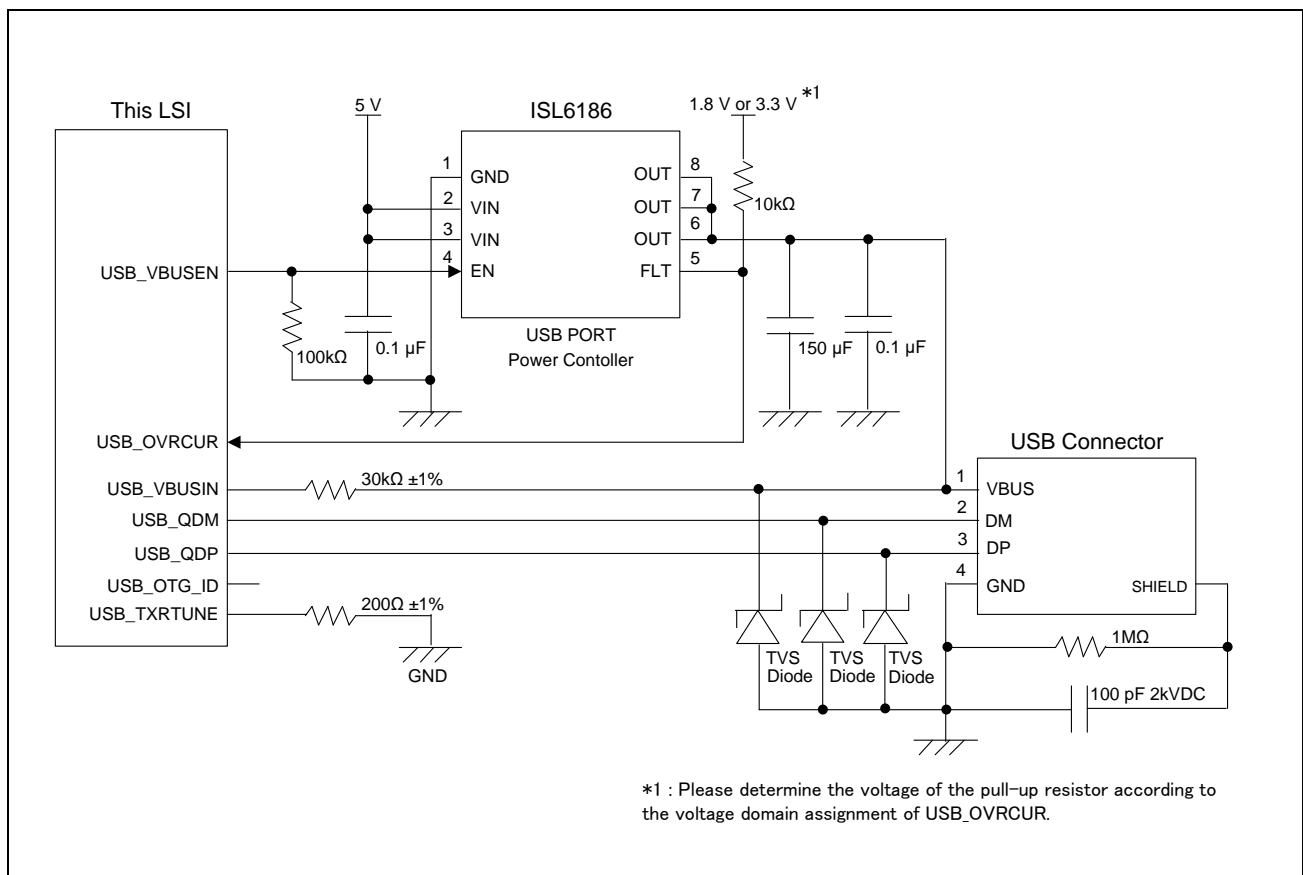 This LSI
5 V
ISL6186
1.8 V or 3.3 V *1
1
GND
2
VIN
3
VIN
4
EN
OUT
8
OUT
7
OUT
6
FLT
5
10kΩ
USB_VBUSEN
100kΩ
0.1 µF
USB PORT
Power Contoller
150 µF
0.1 µF
USB_OVRCUR
USB Connector
USB_VBUSIN
30kΩ ±1%
1
VBUS
USB_QDM
2
DM
USB_QDP
3
DP
USB_OTG_ID
4
GND
SHIELD
USB_TXRTUNE
200Ω ±1%
GND
TVS
Diode
TVS
Diode
TVS
Diode
1MΩ
100 pF 2kVDC
*1 : Please determine the voltage of the pull-up resistor according to
the voltage domain assignment of USB_OVRCUR.